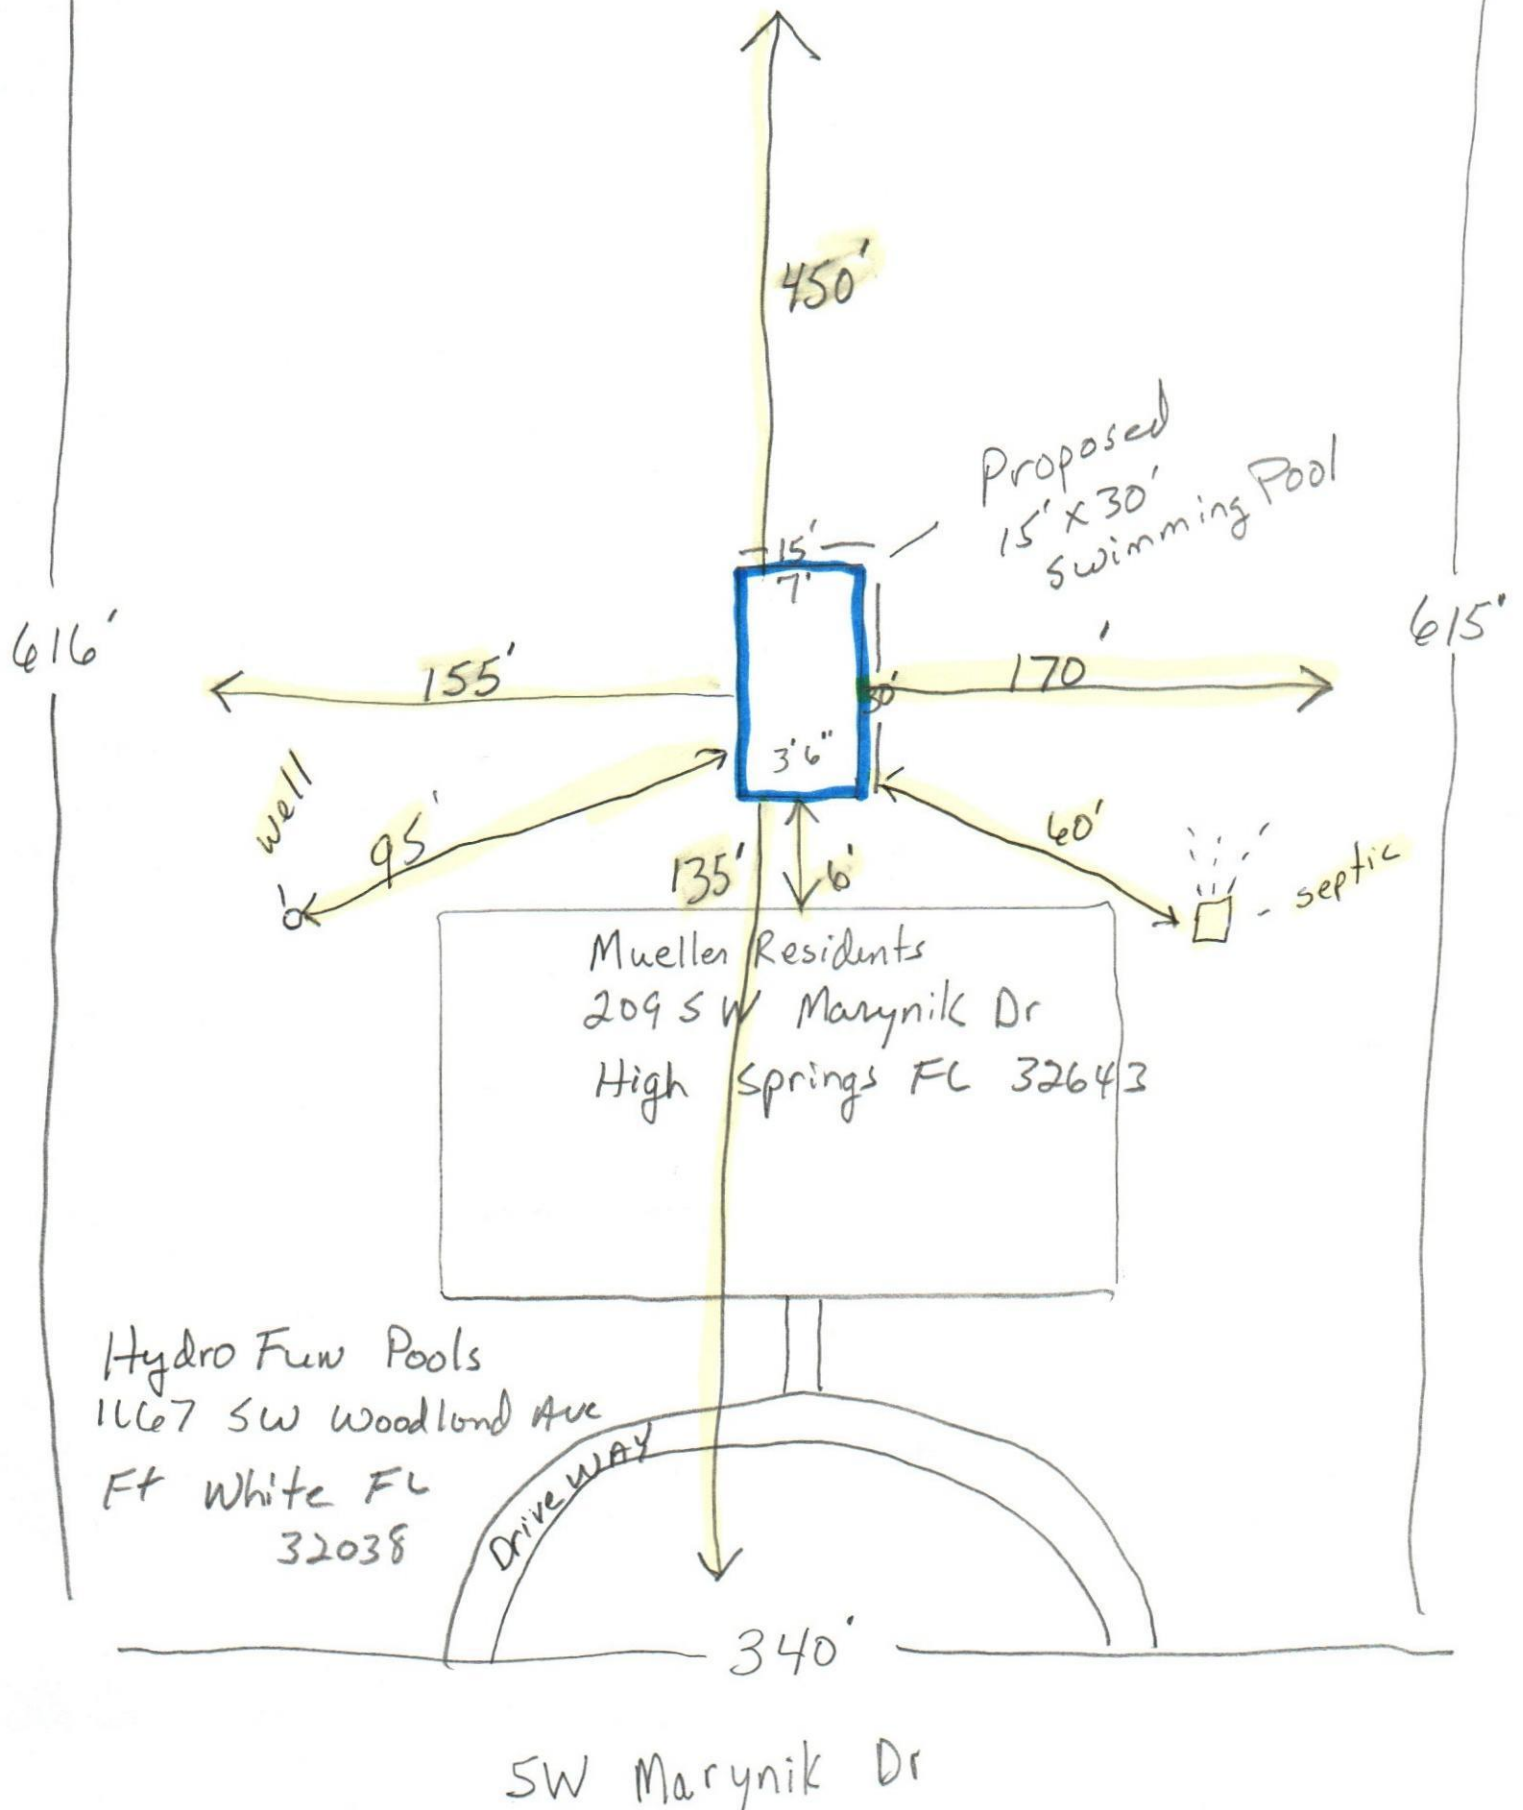 450'
Proposed
15' x 30'
swimming Pool
15'
7'
616'
615'
155'
170'
30'
3'6"
well
95'
60'
135'
6'
- septic
Mueller Residents
209 SW Marynik Dr
High Springs FL 32643
Hydro Fun Pools
1667 SW Woodland Ave
Ft White FL
32038
Drive WAY
340'
SW Marynik Dr